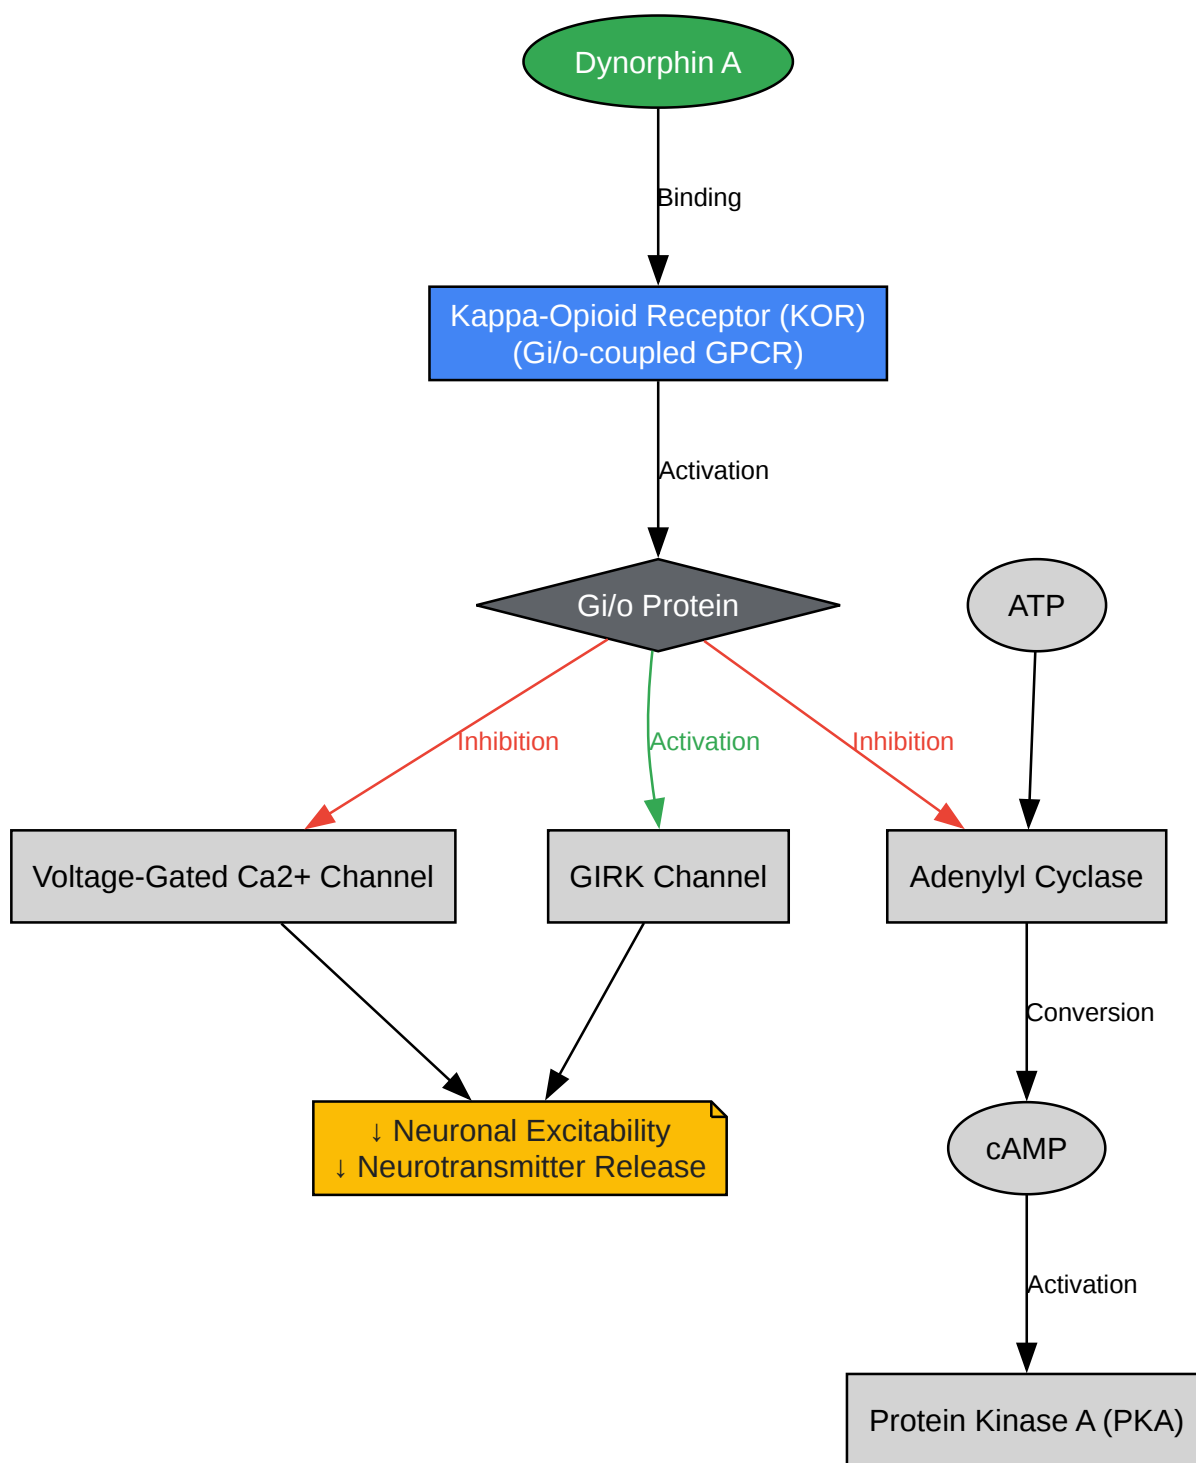 Dynorphin A
Binding
Kappa-Opioid Receptor (KOR)
(Gi/o-coupled GPCR)
Activation
Gi/o Protein
ATP
Inhibition
Activation
Inhibition
Voltage-Gated Ca2+ Channel
GIRK Channel
Adenylyl Cyclase
Conversion
↓ Neuronal Excitability
↓ Neurotransmitter Release
cAMP
Activation
Protein Kinase A (PKA)